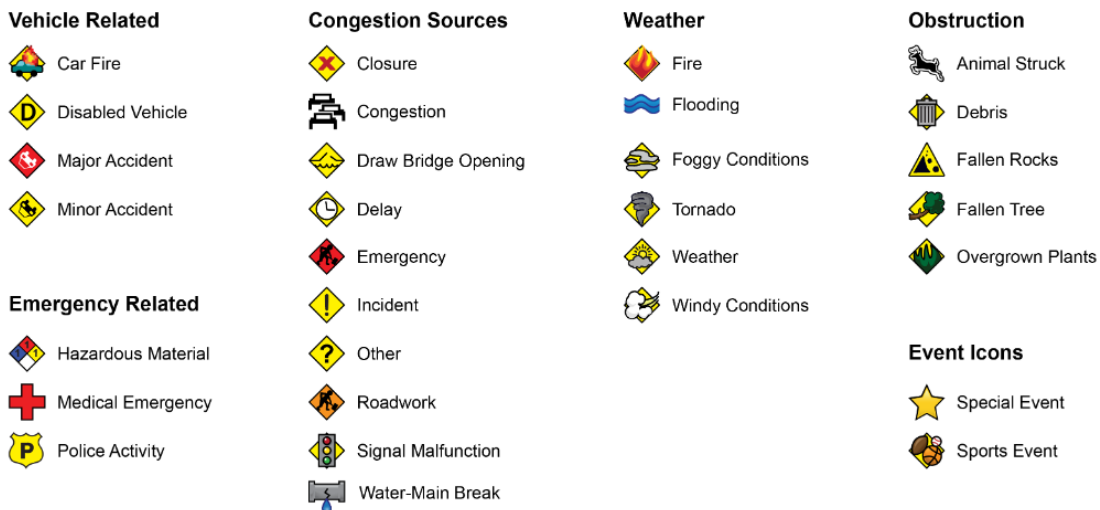 Vehicle Related
Car Fire
D Disabled Vehicle
Major Accident
Minor Accident
Emergency Related
1 1 1 Hazardous Material
Medical Emergency
P Police Activity
Congestion Sources
Closure
Congestion
Draw Bridge Opening
Delay
Emergency
! Incident
? Other
Roadwork
Signal Malfunction
Water-Main Break
Weather
Fire
Flooding
Foggy Conditions
Tornado
Weather
Windy Conditions
Obstruction
Animal Struck
Debris
Fallen Rocks
Fallen Tree
Overgrown Plants
Event Icons
Special Event
Sports Event